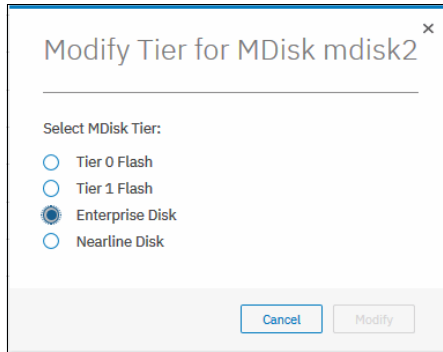 Modify Tier for MDisk mdisk2
Select MDisk Tier:
Tier 0 Flash
Tier 1 Flash
Enterprise Disk
Nearline Disk
Cancel Modify